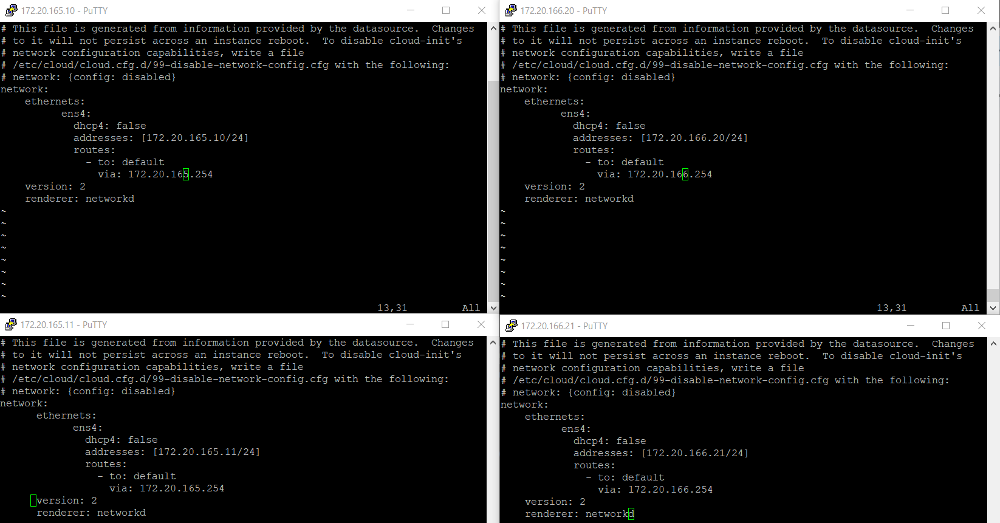 172.20.165.10 - PuTTY
# This file is generated from information provided by the datasource.  Changes
# to it will not persist across an instance reboot.  To disable cloud-init's
# network configuration capabilities, write a file
# /etc/cloud/cloud.cfg.d/99-disable-network-config.cfg with the following:
# network: {config: disabled}
network:
    ethernets:
          ens4:
            dhcp4: false
            addresses: [172.20.165.10/24]
            routes:
              - to: default
                via: 172.20.165.254
    version: 2
    renderer: networkd
~
~
~
~
~
~
~
~
13,31         All
172.20.166.20 - PuTTY
# This file is generated from information provided by the datasource.  Changes
# to it will not persist across an instance reboot.  To disable cloud-init's
# network configuration capabilities, write a file
# /etc/cloud/cloud.cfg.d/99-disable-network-config.cfg with the following:
# network: {config: disabled}
network:
    ethernets:
          ens4:
            dhcp4: false
            addresses: [172.20.166.20/24]
            routes:
              - to: default
                via: 172.20.166.254
    version: 2
    renderer: networkd
~
~
~
~
~
~
~
~
13,31         All
172.20.165.11 - PuTTY
# This file is generated from information provided by the datasource.  Changes
# to it will not persist across an instance reboot.  To disable cloud-init's
# network configuration capabilities, write a file
# /etc/cloud/cloud.cfg.d/99-disable-network-config.cfg with the following:
# network: {config: disabled}
network:
      ethernets:
            ens4:
              dhcp4: false
              addresses: [172.20.165.11/24]
              routes:
                - to: default
                  via: 172.20.165.254
      version: 2
      renderer: networkd
172.20.166.21 - PuTTY
# This file is generated from information provided by the datasource.  Changes
# to it will not persist across an instance reboot.  To disable cloud-init's
# network configuration capabilities, write a file
# /etc/cloud/cloud.cfg.d/99-disable-network-config.cfg with the following:
# network: {config: disabled}
network:
    ethernets:
          ens4:
            dhcp4: false
            addresses: [172.20.166.21/24]
            routes:
              - to: default
                via: 172.20.166.254
    version: 2
    renderer: networkd